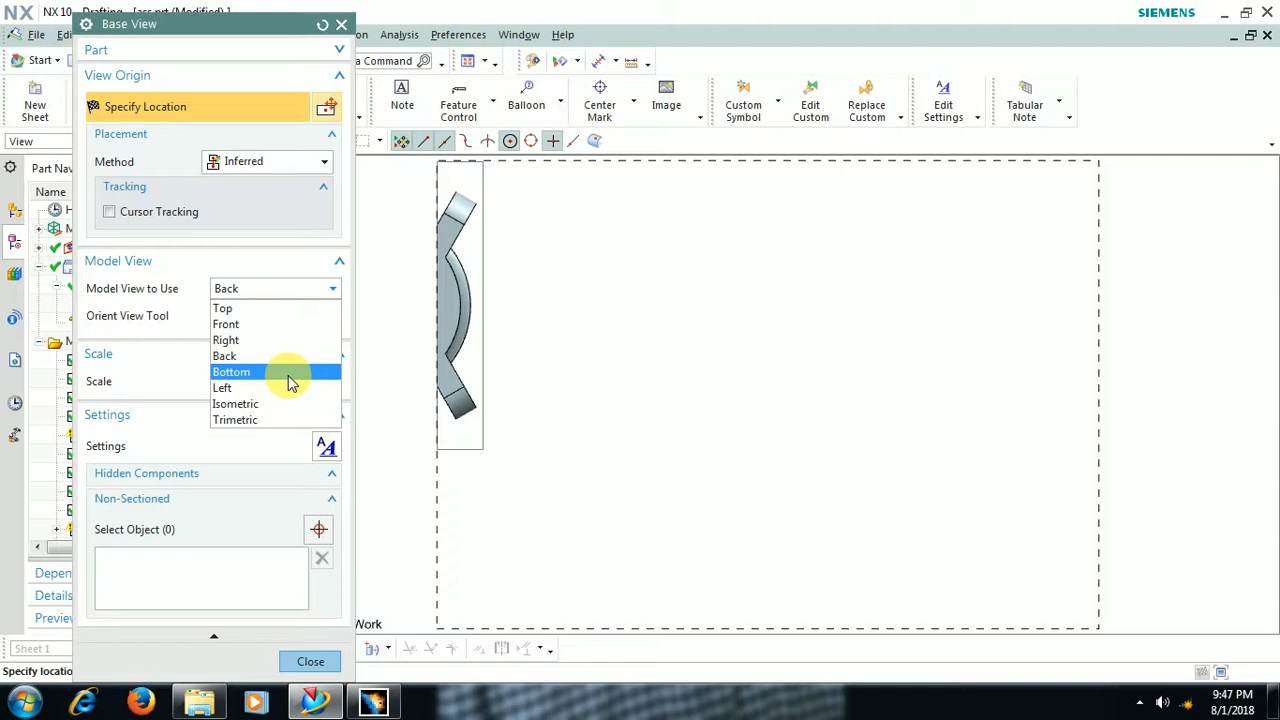 NX NX 10 - Drafting - [ass.prt (Modified) ]
SIEMENS
Base View
File Ed
Analysis Preferences Window Help
Part
Start
a Command
View Origin
New Sheet
Specify Location
Note
Feature Control
Balloon
Center Mark
Image
Custom Symbol
Edit Custom
Replace Custom
Edit Settings
Tabular Note
Placement
View
Method
Inferred
Part Nav
Tracking
Name
Cursor Tracking
H
M
Model View
Model View to Use
Back
Top
Orient View Tool
Front
Right
Scale
Back
Scale
Bottom
Left
Settings
Isometric
Trimetric
Settings
A
A
Hidden Components
Non-Sectioned
Select Object (0)
Depen
Details
Preview
Work
Sheet 1
Close
Specify locatio
9:47 PM
8/1/2018